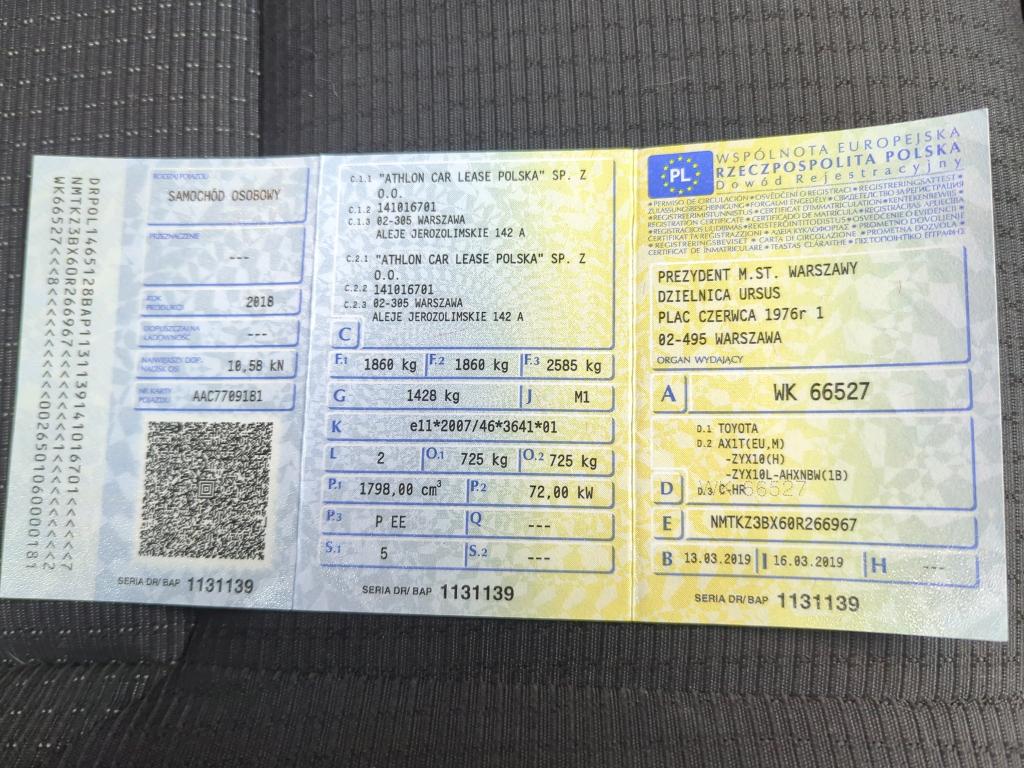 WSPÓLNOTA EUROPEJSKA
PL
RZECZPOSPOLITA POLSKA
Dowód Rejestracyjny
PREZYDENT M.ST. WARSZAWY
DZIELNICA URSUS
PLAC CZERWCA 1976r 1
02-495 WARSZAWA
ORGAN WYDAJĄCY
A WK 66527
D.1 TOYOTA
D.2 AX1T(EU,M)
-ZYX10(H)
-ZYX10L-AHXNBW(1B)
D D.3 C-HR
E NMTKZ3BX60R266967
B 13.03.2019 I 16.03.2019 H ---
SERIA DR/ BAP 1131139
C.1.1 "ATHLON CAR LEASE POLSKA" SP. Z
O.O.
C.1.2 141016701
C.1.3 02-305 WARSZAWA
ALEJE JEROZOLIMSKIE 142 A
C.2.1 "ATHLON CAR LEASE POLSKA" SP. Z
O.O.
C.2.2 141016701
C.2.3 02-305 WARSZAWA
ALEJE JEROZOLIMSKIE 142 A
C
F.1 1860 kg F.2 1860 kg F.3 2585 kg
G 1428 kg J M1
K e11*2007/46*3641*01
L 2 O.1 725 kg O.2 725 kg
P.1 1798,00 cm³ P.2 72,00 kW
P.3 P EE Q ---
S.1 5 S.2 ---
SERIA DR/ BAP 1131139
RODZAJ POJAZDU
SAMOCHÓD OSOBOWY
PRZEZNACZENIE
---
ROK PRODUKCJI 2018
DOPUSZCZALNA ŁADOWNOŚĆ ---
NAJWIĘKSZY DOP. NACISK OSI 10,58 kN
NR KARTY POJAZDU AAC7709181
SERIA DR/ BAP 1131139